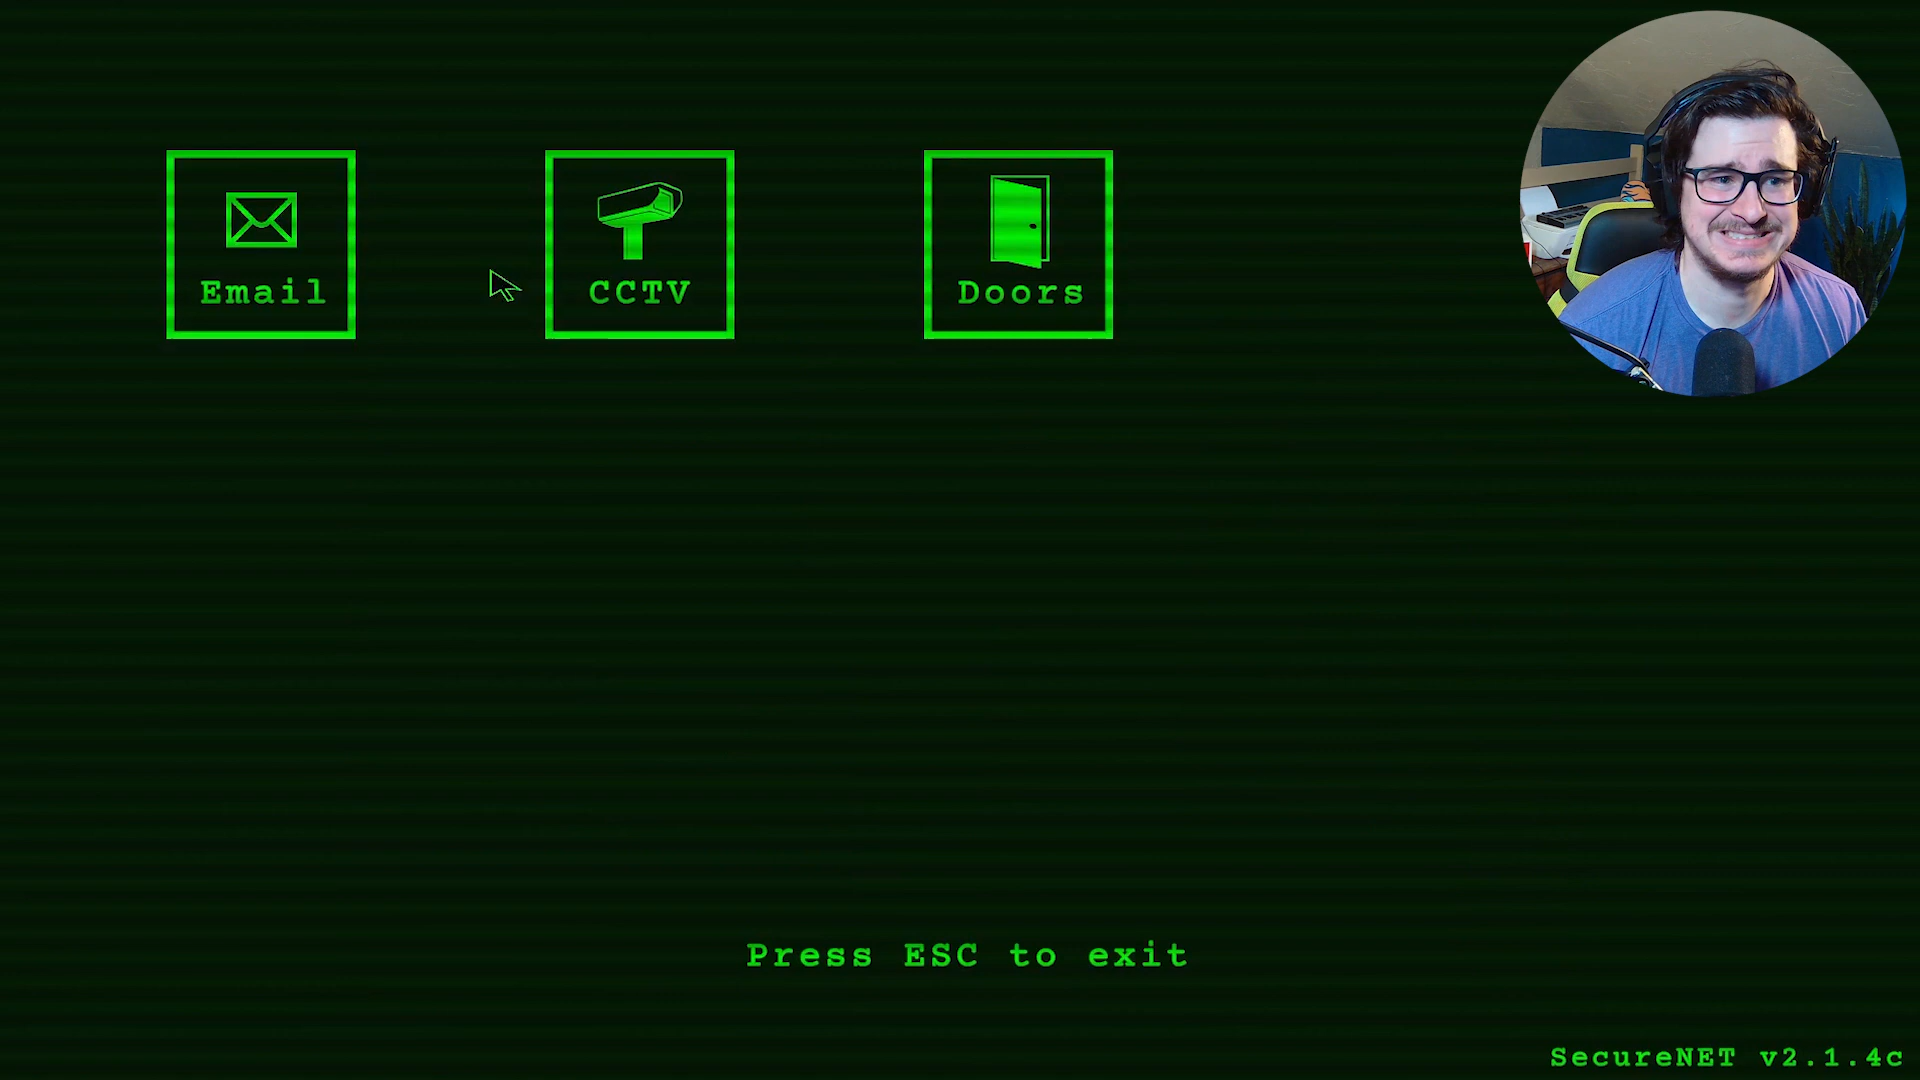 Email
CCTV
Doors
Press ESC to exit
SecureNET v2.1.4c